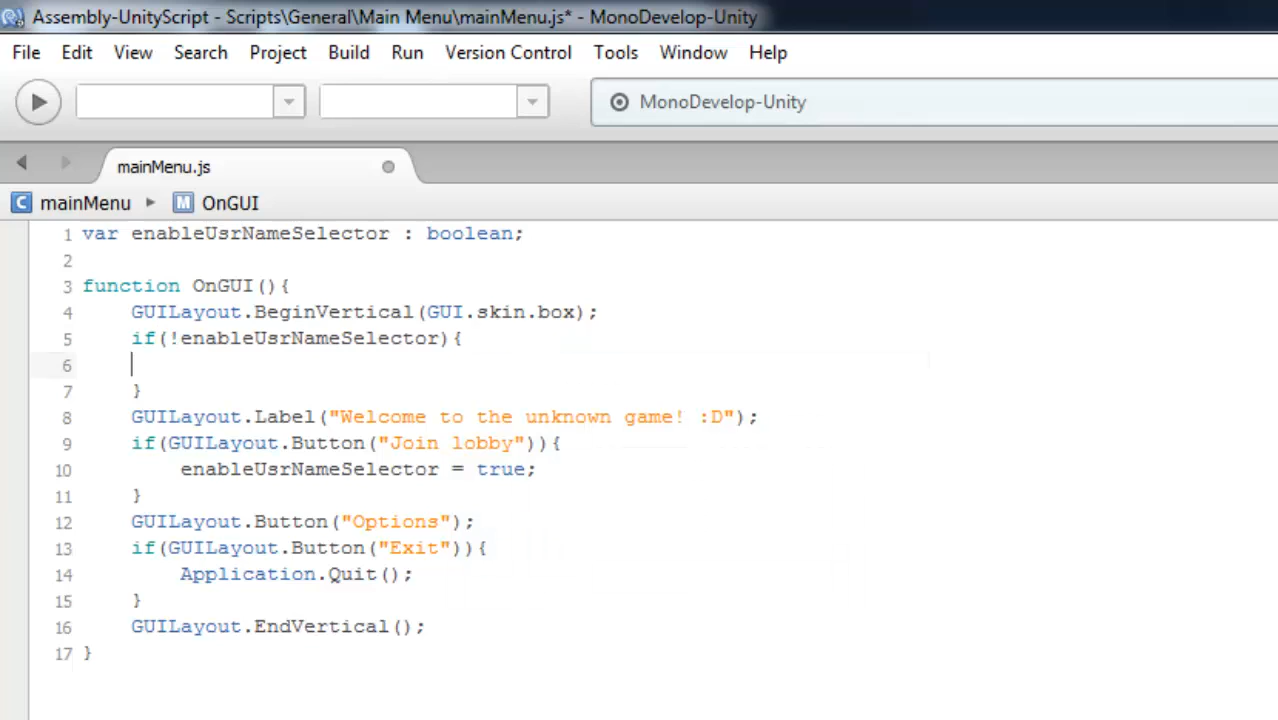 Assembly-UnityScript - Scripts\General\Main Menu\mainMenu.js* - MonoDevelop-Unity
File Edit View Search Project Build Run Version Control Tools Window Help
MonoDevelop-Unity
mainMenu.js
C mainMenu M OnGUI
1 var enableUsrNameSelector : boolean;
2
3 function OnGUI(){
4 GUILayout.BeginVertical(GUI.skin.box);
5 if(!enableUsrNameSelector){
6
7 }
8 GUILayout.Label("Welcome to the unknown game! :D");
9 if(GUILayout.Button("Join lobby")){
10 enableUsrNameSelector = true;
11 }
12 GUILayout.Button("Options");
13 if(GUILayout.Button("Exit")){
14 Application.Quit();
15 }
16 GUILayout.EndVertical();
17 }